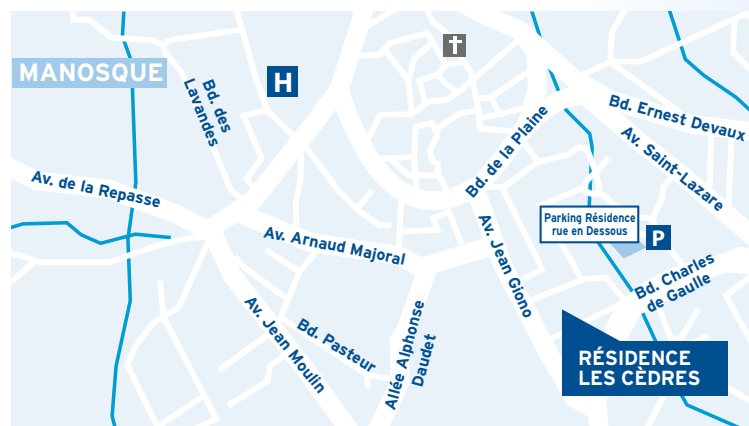 MANOSQUE
H
Bd. des
Lavandes
Bd. Ernest Devaux
Av. Saint-Lazare
Bd. de la Plaine
Av. de la Repasse
Parking Résidence
rue en Dessous
P
Av. Arnaud Majoral
Av. Jean Giono
Bd. Charles
de Gaulle
Av. Jean Moulin
Bd. Pasteur
Allée Alphonse
Daudet
RÉSIDENCE
LES CÈDRES